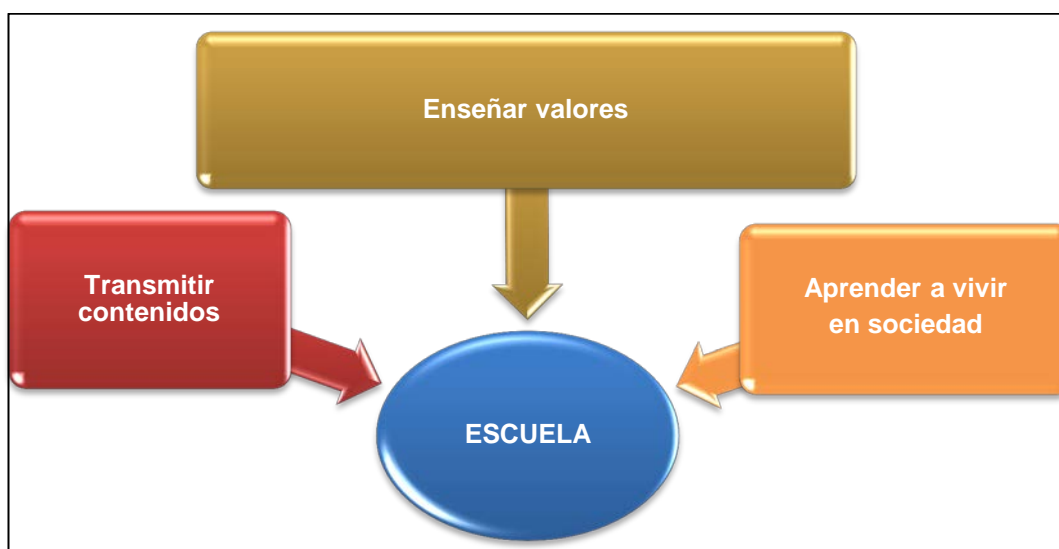 Enseñar valores
Transmitir
contenidos
Aprender a vivir
en sociedad
ESCUELA